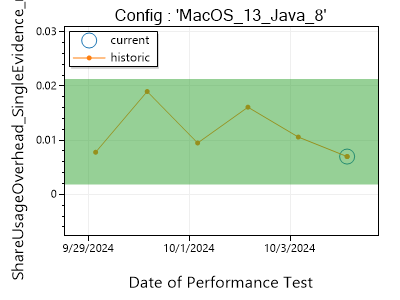 Config : 'MacOS_13_Java_8'
ShareUsageOverhead_SingleEvidence_
current
historic
0.03
0.02
0.01
0
9/29/2024
10/1/2024
10/3/2024
Date of Performance Test